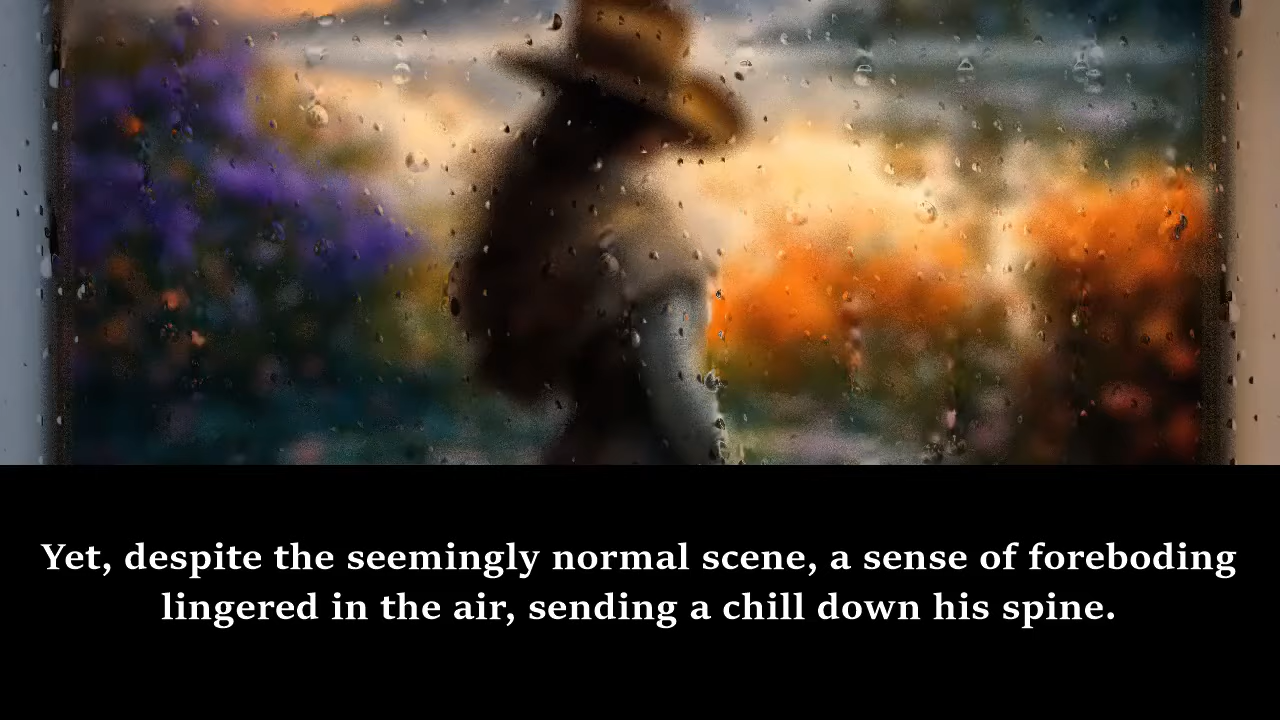 Yet, despite the seemingly normal scene, a sense of foreboding
lingered in the air, sending a chill down his spine.